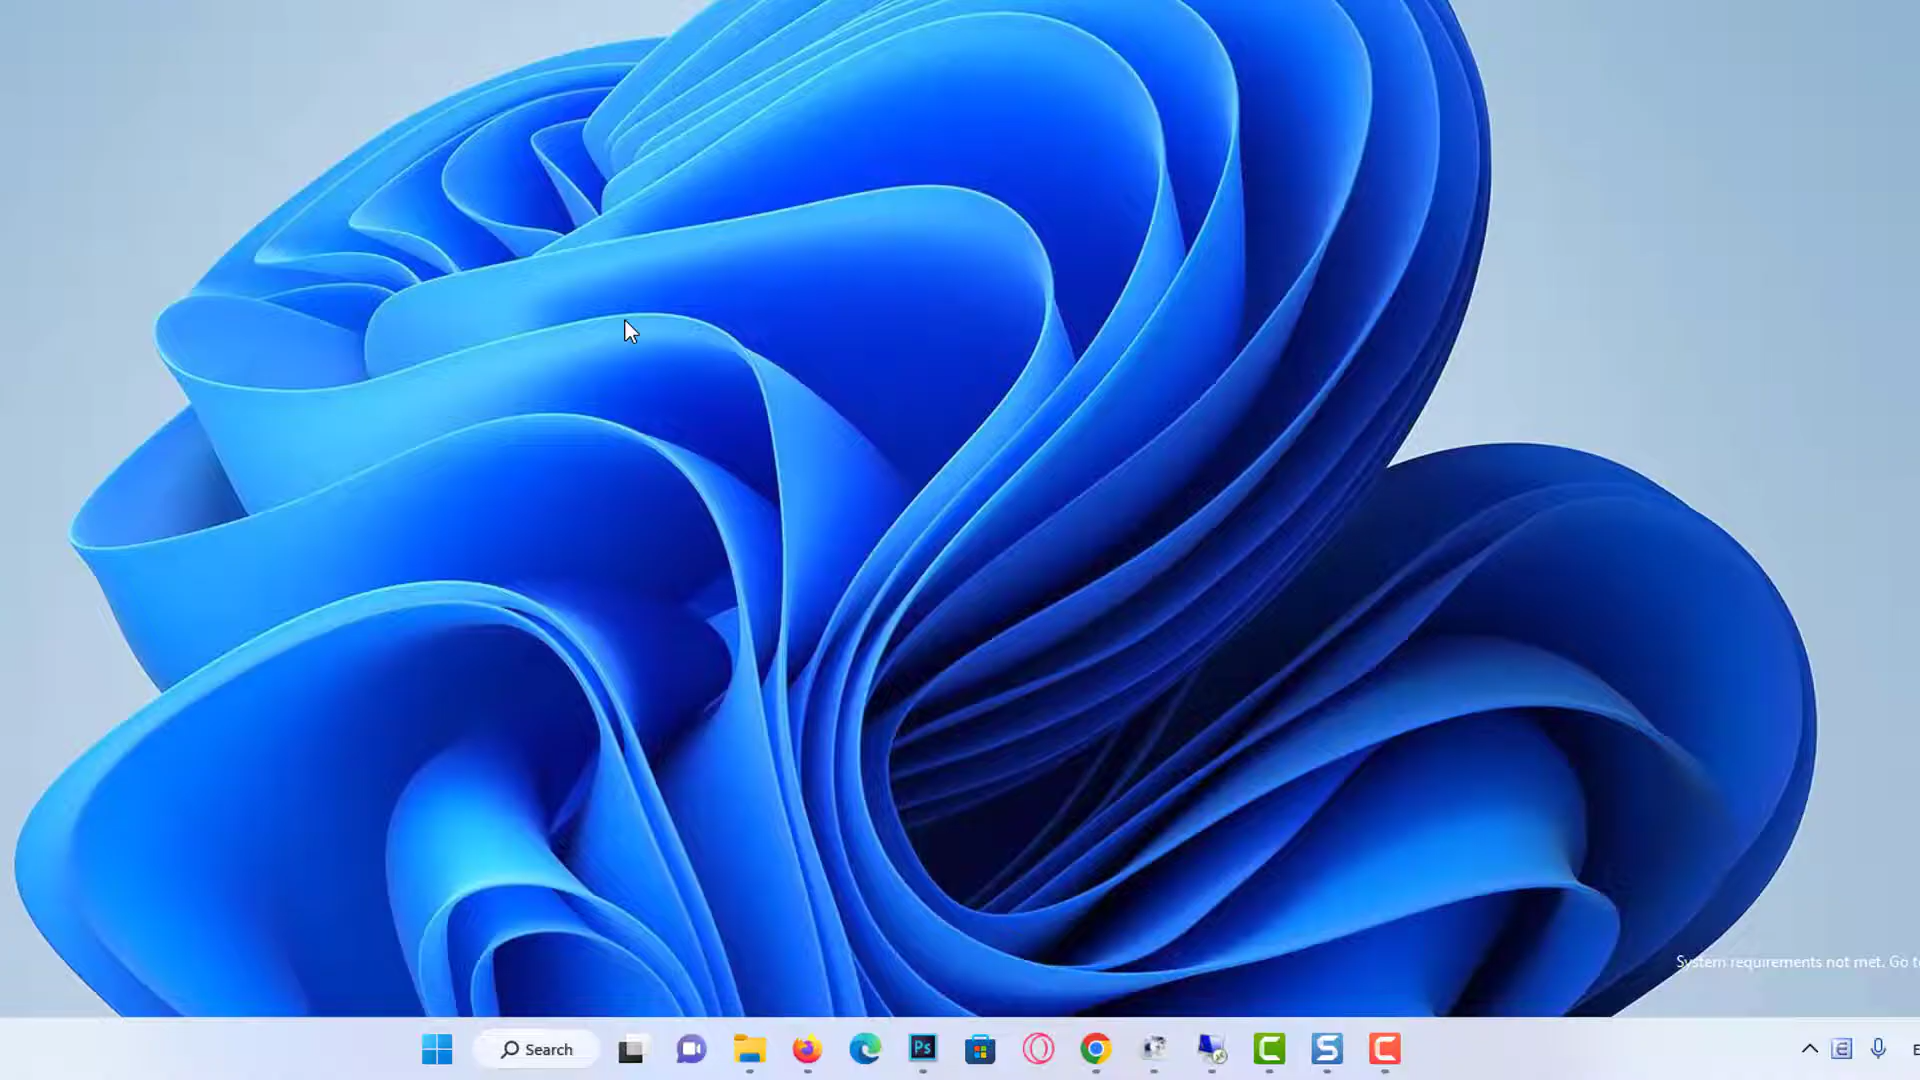 System requirements not met. Go t
Search
Ps